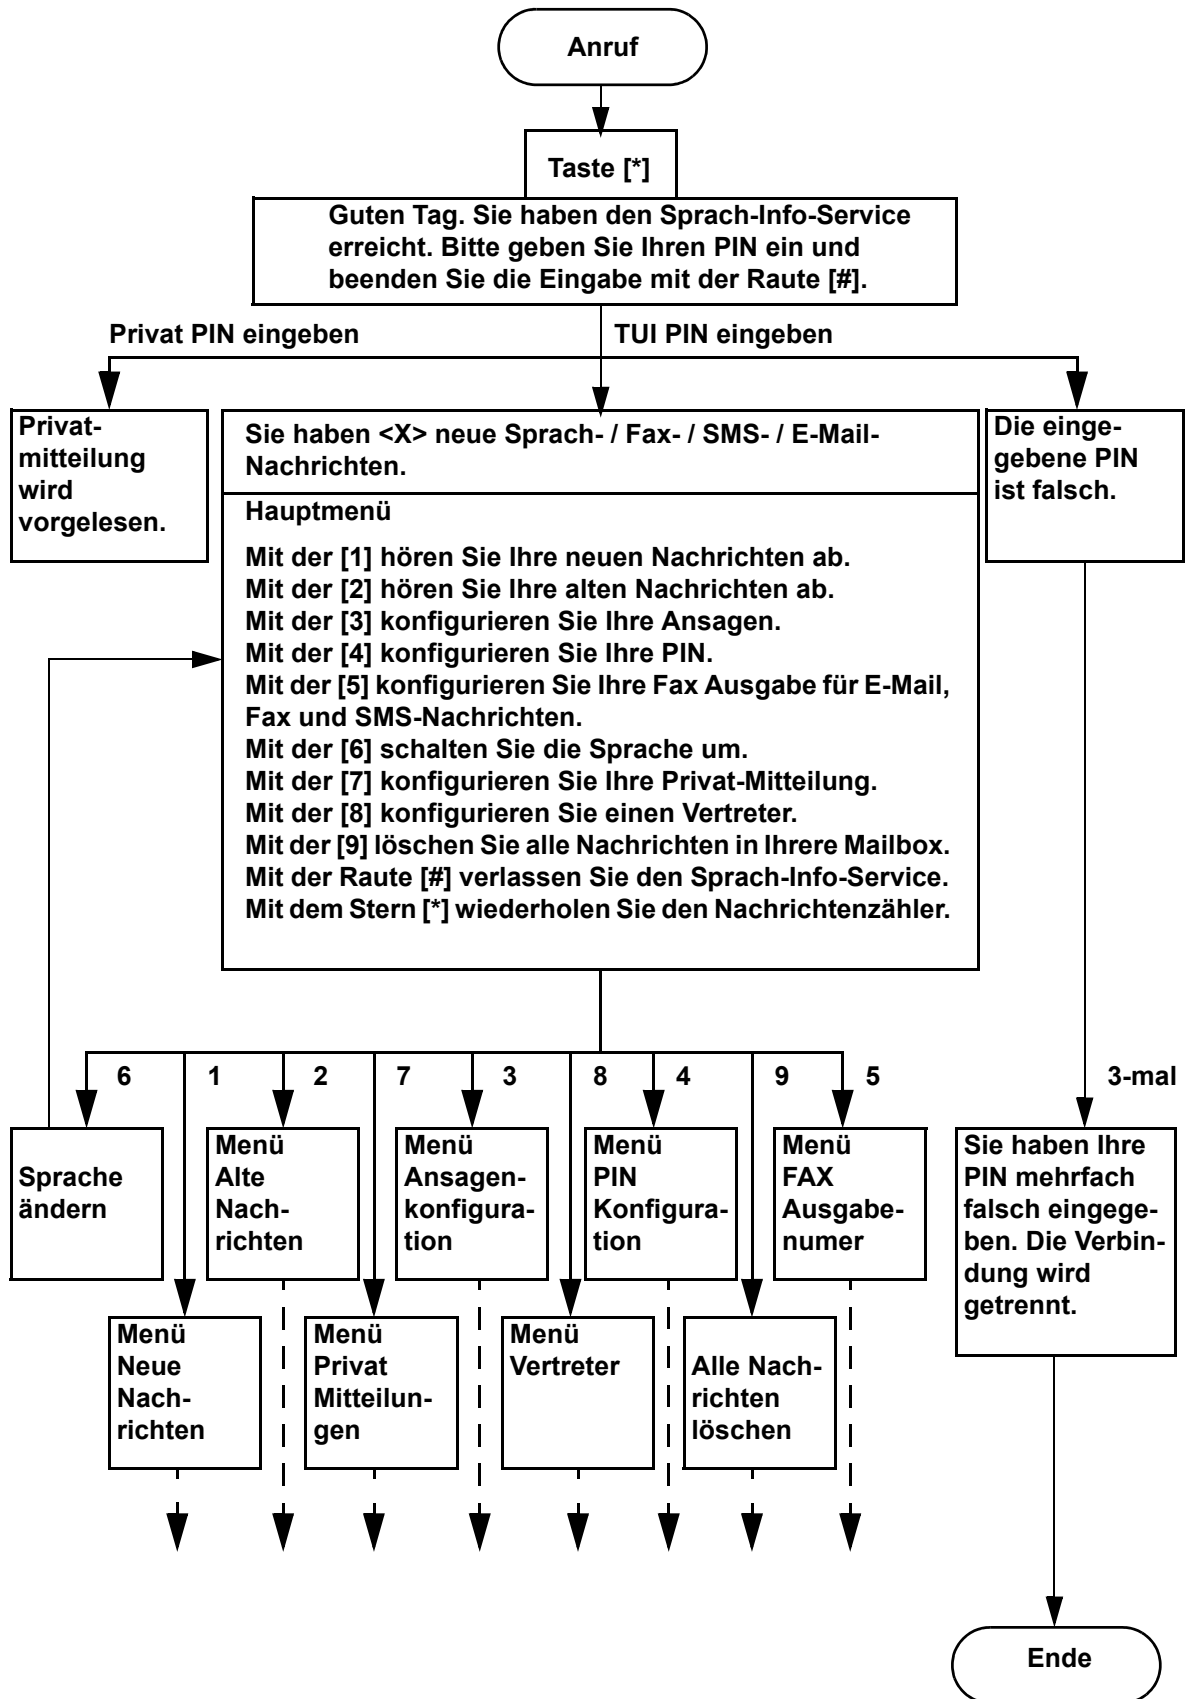 Anruf
Taste [*]
Guten Tag. Sie haben den Sprach-Info-Service
erreicht. Bitte geben Sie Ihren PIN ein und
beenden Sie die Eingabe mit der Raute [#].
Privat PIN eingeben
TUI PIN eingeben
Privat-
mitteilung
wird
vorgelesen.
Sie haben <X> neue Sprach- / Fax- / SMS- / E-Mail-
Nachrichten.
Hauptmenü
Mit der [1] hören Sie Ihre neuen Nachrichten ab.
Mit der [2] hören Sie Ihre alten Nachrichten ab.
Mit der [3] konfigurieren Sie Ihre Ansagen.
Mit der [4] konfigurieren Sie Ihre PIN.
Mit der [5] konfigurieren Sie Ihre Fax Ausgabe für E-Mail,
Fax und SMS-Nachrichten.
Mit der [6] schalten Sie die Sprache um.
Mit der [7] konfigurieren Sie Ihre Privat-Mitteilung.
Mit der [8] konfigurieren Sie einen Vertreter.
Mit der [9] löschen Sie alle Nachrichten in Ihrere Mailbox.
Mit der Raute [#] verlassen Sie den Sprach-Info-Service.
Mit dem Stern [*] wiederholen Sie den Nachrichtenzähler.
Die einge-
gebene PIN
ist falsch.
6
1
2
7
3
8
4
9
5
3-mal
Sprache
ändern
Menü
Alte
Nach-
richten
Menü
Ansagen-
konfigura-
tion
Menü
PIN
Konfigura-
tion
Menü
FAX
Ausgabe-
numer
Sie haben Ihre
PIN mehrfach
falsch eingege-
ben. Die Verbin-
dung wird
getrennt.
Menü
Neue
Nach-
richten
Menü
Privat
Mitteilun-
gen
Menü
Vertreter
Alle Nach-
richten
löschen
Ende